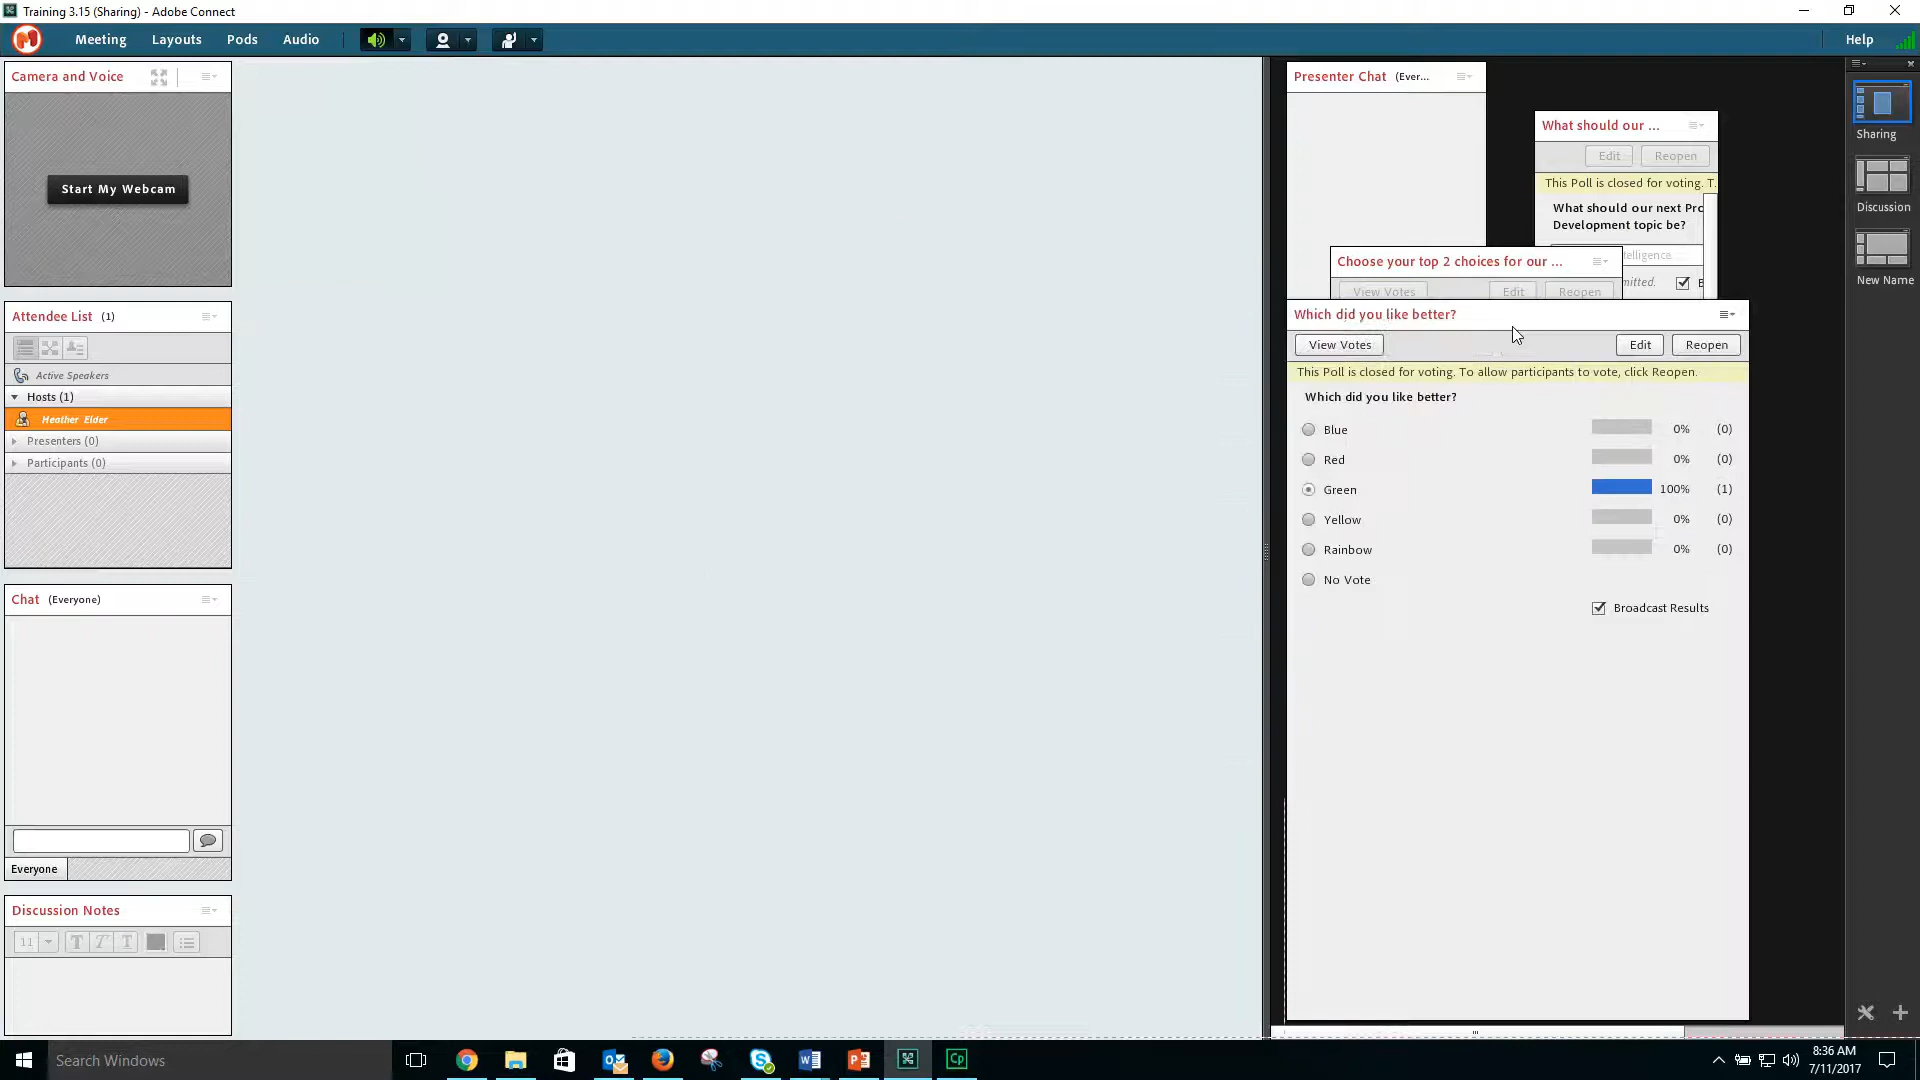 Training 3.15 (Sharing) - Adobe Connect
Meeting Layouts Pods Audio Help
Camera and Voice
Start My Webcam
Attendee List (1)
Active Speakers
Hosts (1)
Heather Elder
Presenters (0)
Participants (0)
Chat (Everyone)
Everyone
Discussion Notes
11 T T T
Presenter Chat (Ever...
What should our ...
Edit Reopen
This Poll is closed for voting. T.
What should our next Pro
Development topic be?
telligence.
mitted.
Choose your top 2 choices for our ...
View Votes Edit Reopen
Which did you like better?
View Votes Edit Reopen
This Poll is closed for voting. To allow participants to vote, click Reopen.
Which did you like better?
Blue 0% (0)
Red 0% (0)
Green 100% (1)
Yellow 0% (0)
Rainbow 0% (0)
No Vote
Broadcast Results
Sharing
Discussion
New Name
Search Windows
Cp
8:36 AM
7/11/2017